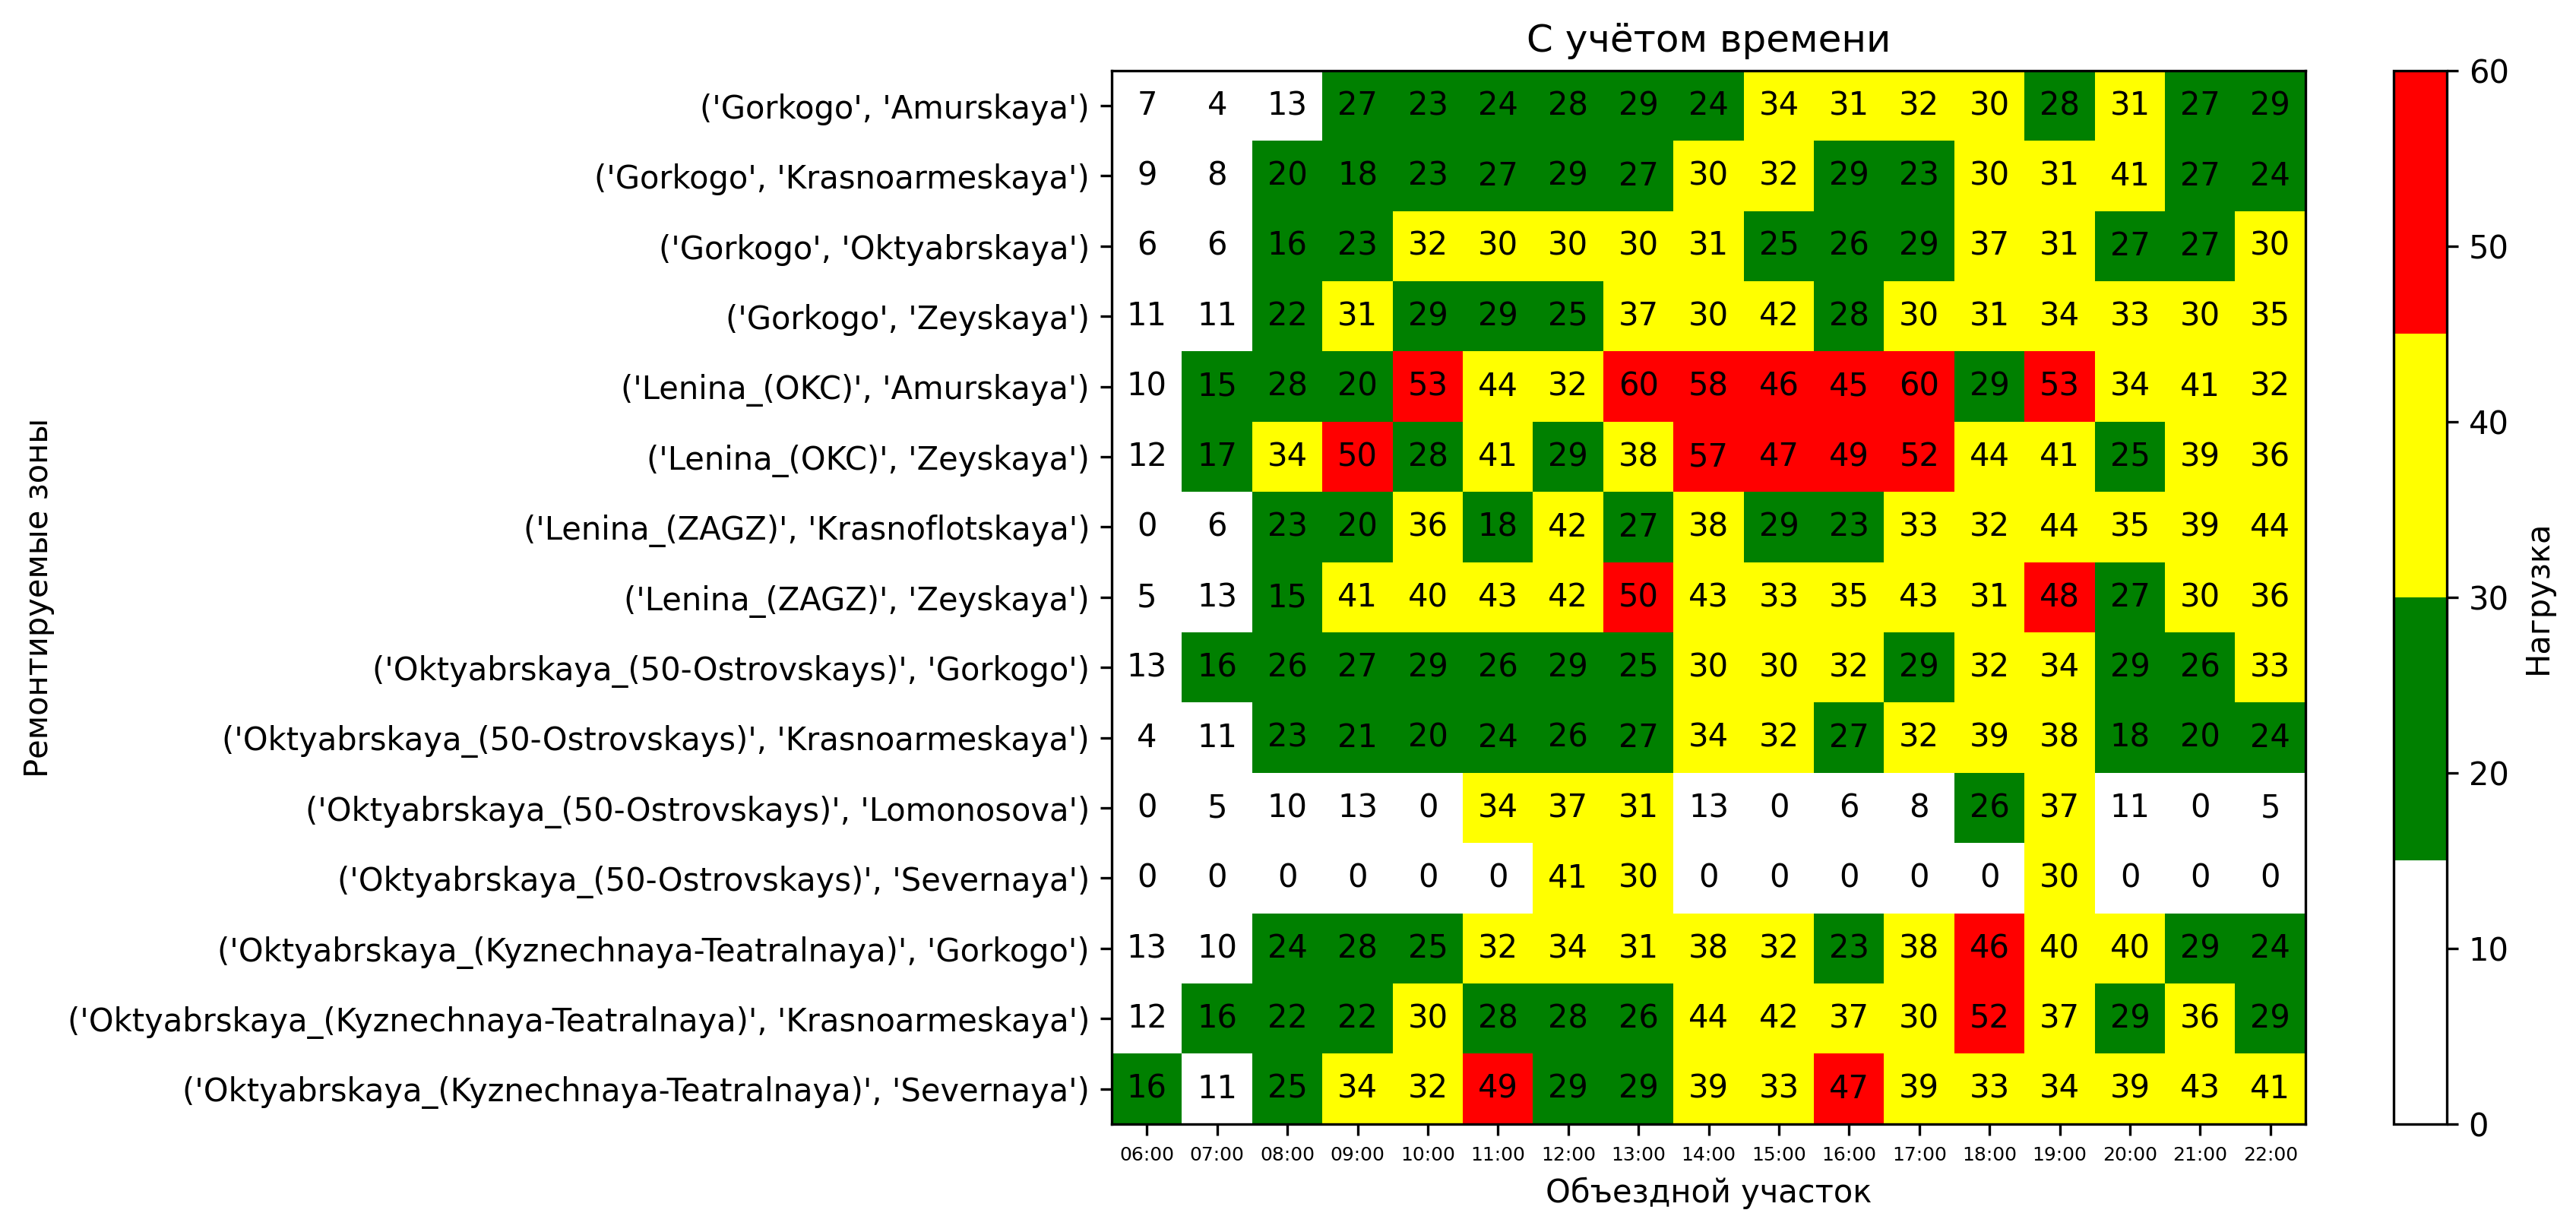 С учётом времени
('Gorkogo', 'Amurskaya') 7 4 13 27 23 24 28 29 24 34 31 32 30 28 31 27 29
('Gorkogo', 'Krasnoarmeskaya') 9 8 20 18 23 27 29 27 30 32 29 23 30 31 41 27 24
('Gorkogo', 'Oktyabrskaya') 6 6 16 23 32 30 30 30 31 25 26 29 37 31 27 27 30
('Gorkogo', 'Zeyskaya') 11 11 22 31 29 29 25 37 30 42 28 30 31 34 33 30 35
('Lenina_(OKC)', 'Amurskaya') 10 15 28 20 53 44 32 60 58 46 45 60 29 53 34 41 32
('Lenina_(OKC)', 'Zeyskaya') 12 17 34 50 28 41 29 38 57 47 49 52 44 41 25 39 36
('Lenina_(ZAGZ)', 'Krasnoflotskaya') 0 6 23 20 36 18 42 27 38 29 23 33 32 44 35 39 44
('Lenina_(ZAGZ)', 'Zeyskaya') 5 13 15 41 40 43 42 50 43 33 35 43 31 48 27 30 36
('Oktyabrskaya_(50-Ostrovskays)', 'Gorkogo') 13 16 26 27 29 26 29 25 30 30 32 29 32 34 29 26 33
('Oktyabrskaya_(50-Ostrovskays)', 'Krasnoarmeskaya') 4 11 23 21 20 24 26 27 34 32 27 32 39 38 18 20 24
('Oktyabrskaya_(50-Ostrovskays)', 'Lomonosova') 0 5 10 13 0 34 37 31 13 0 6 8 26 37 11 0 5
('Oktyabrskaya_(50-Ostrovskays)', 'Severnaya') 0 0 0 0 0 0 41 30 0 0 0 0 0 30 0 0 0
('Oktyabrskaya_(Kyznechnaya-Teatralnaya)', 'Gorkogo') 13 10 24 28 25 32 34 31 38 32 23 38 46 40 40 29 24
('Oktyabrskaya_(Kyznechnaya-Teatralnaya)', 'Krasnoarmeskaya') 12 16 22 22 30 28 28 26 44 42 37 30 52 37 29 36 29
('Oktyabrskaya_(Kyznechnaya-Teatralnaya)', 'Severnaya') 16 11 25 34 32 49 29 29 39 33 47 39 33 34 39 43 41
06:00 07:00 08:00 09:00 10:00 11:00 12:00 13:00 14:00 15:00 16:00 17:00 18:00 19:00 20:00 21:00 22:00
Объездной участок
Ремонтируемые зоны
60
50
40
30
20
10
0
Нагрузка